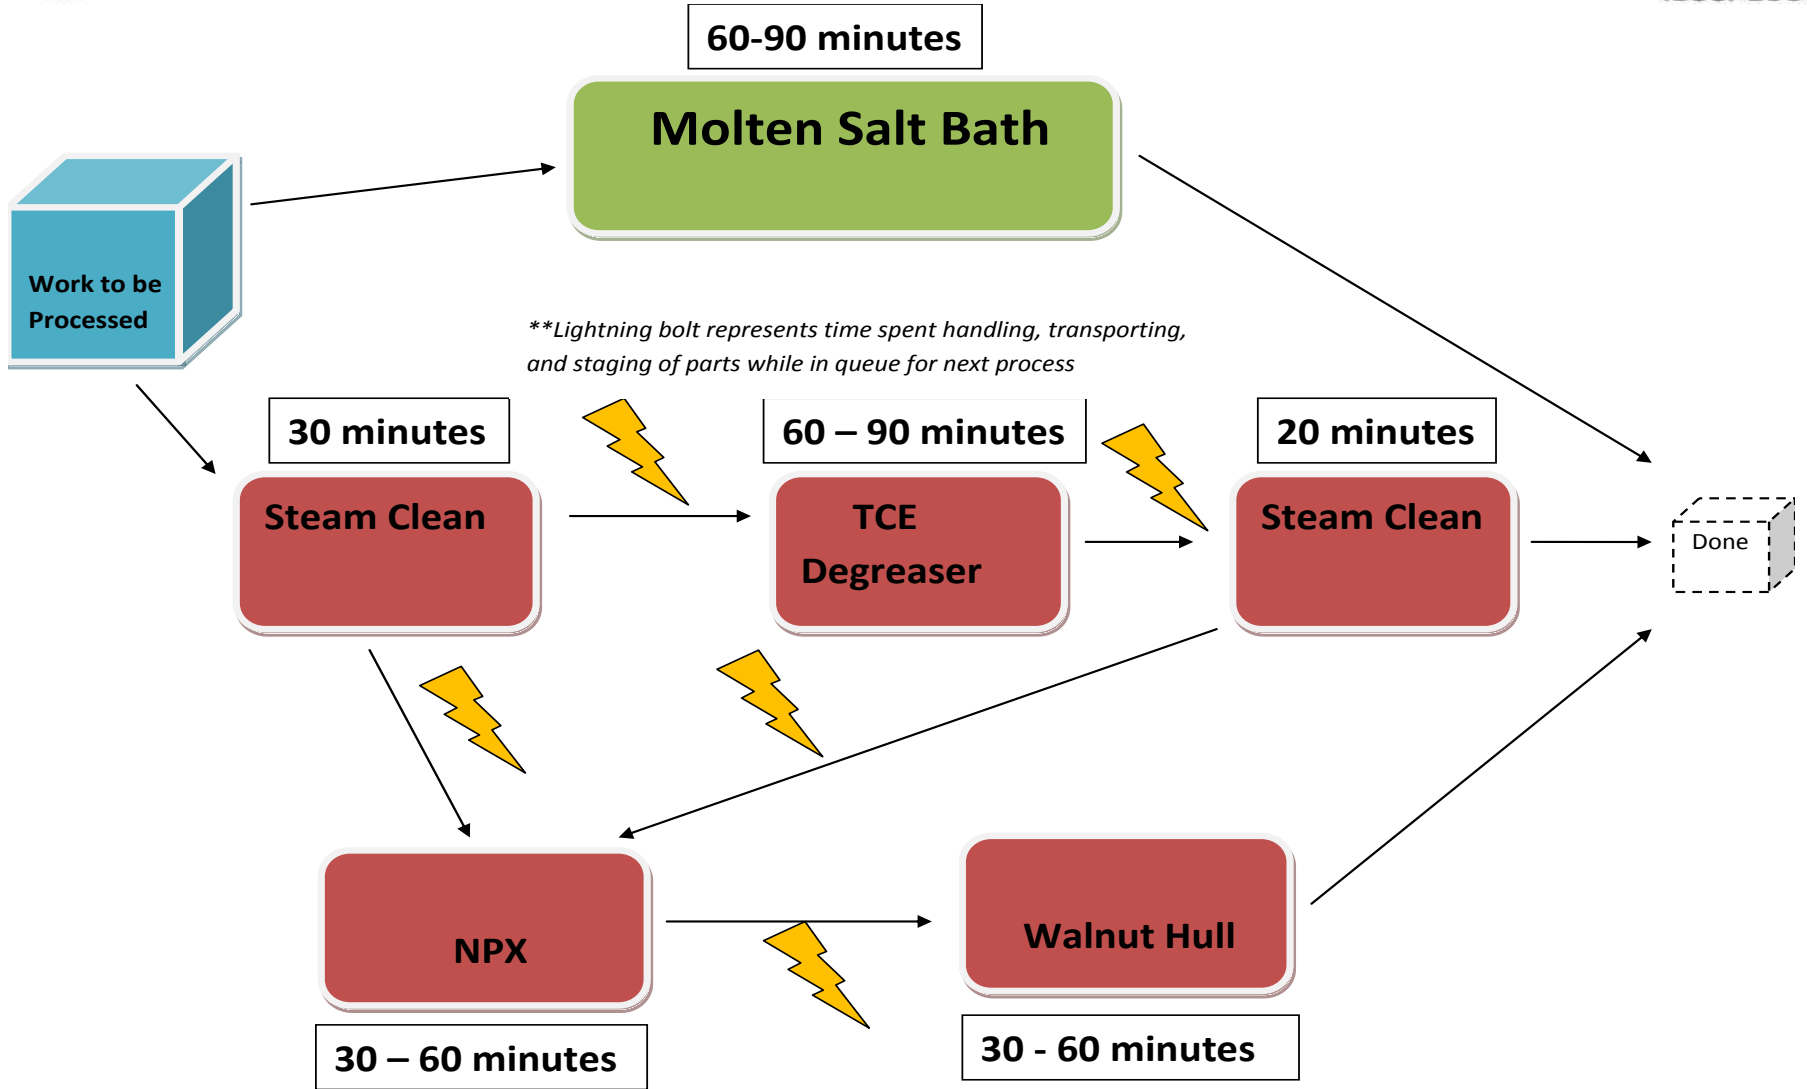 60-90 minutes
Molten Salt Bath
Work to be
Processed
**Lightning bolt represents time spent handling, transporting,
and staging of parts while in queue for next process
30 minutes
60 – 90 minutes
20 minutes
Steam Clean
TCE
Degreaser
Steam Clean
Done
NPX
Walnut Hull
30 – 60 minutes
30 - 60 minutes